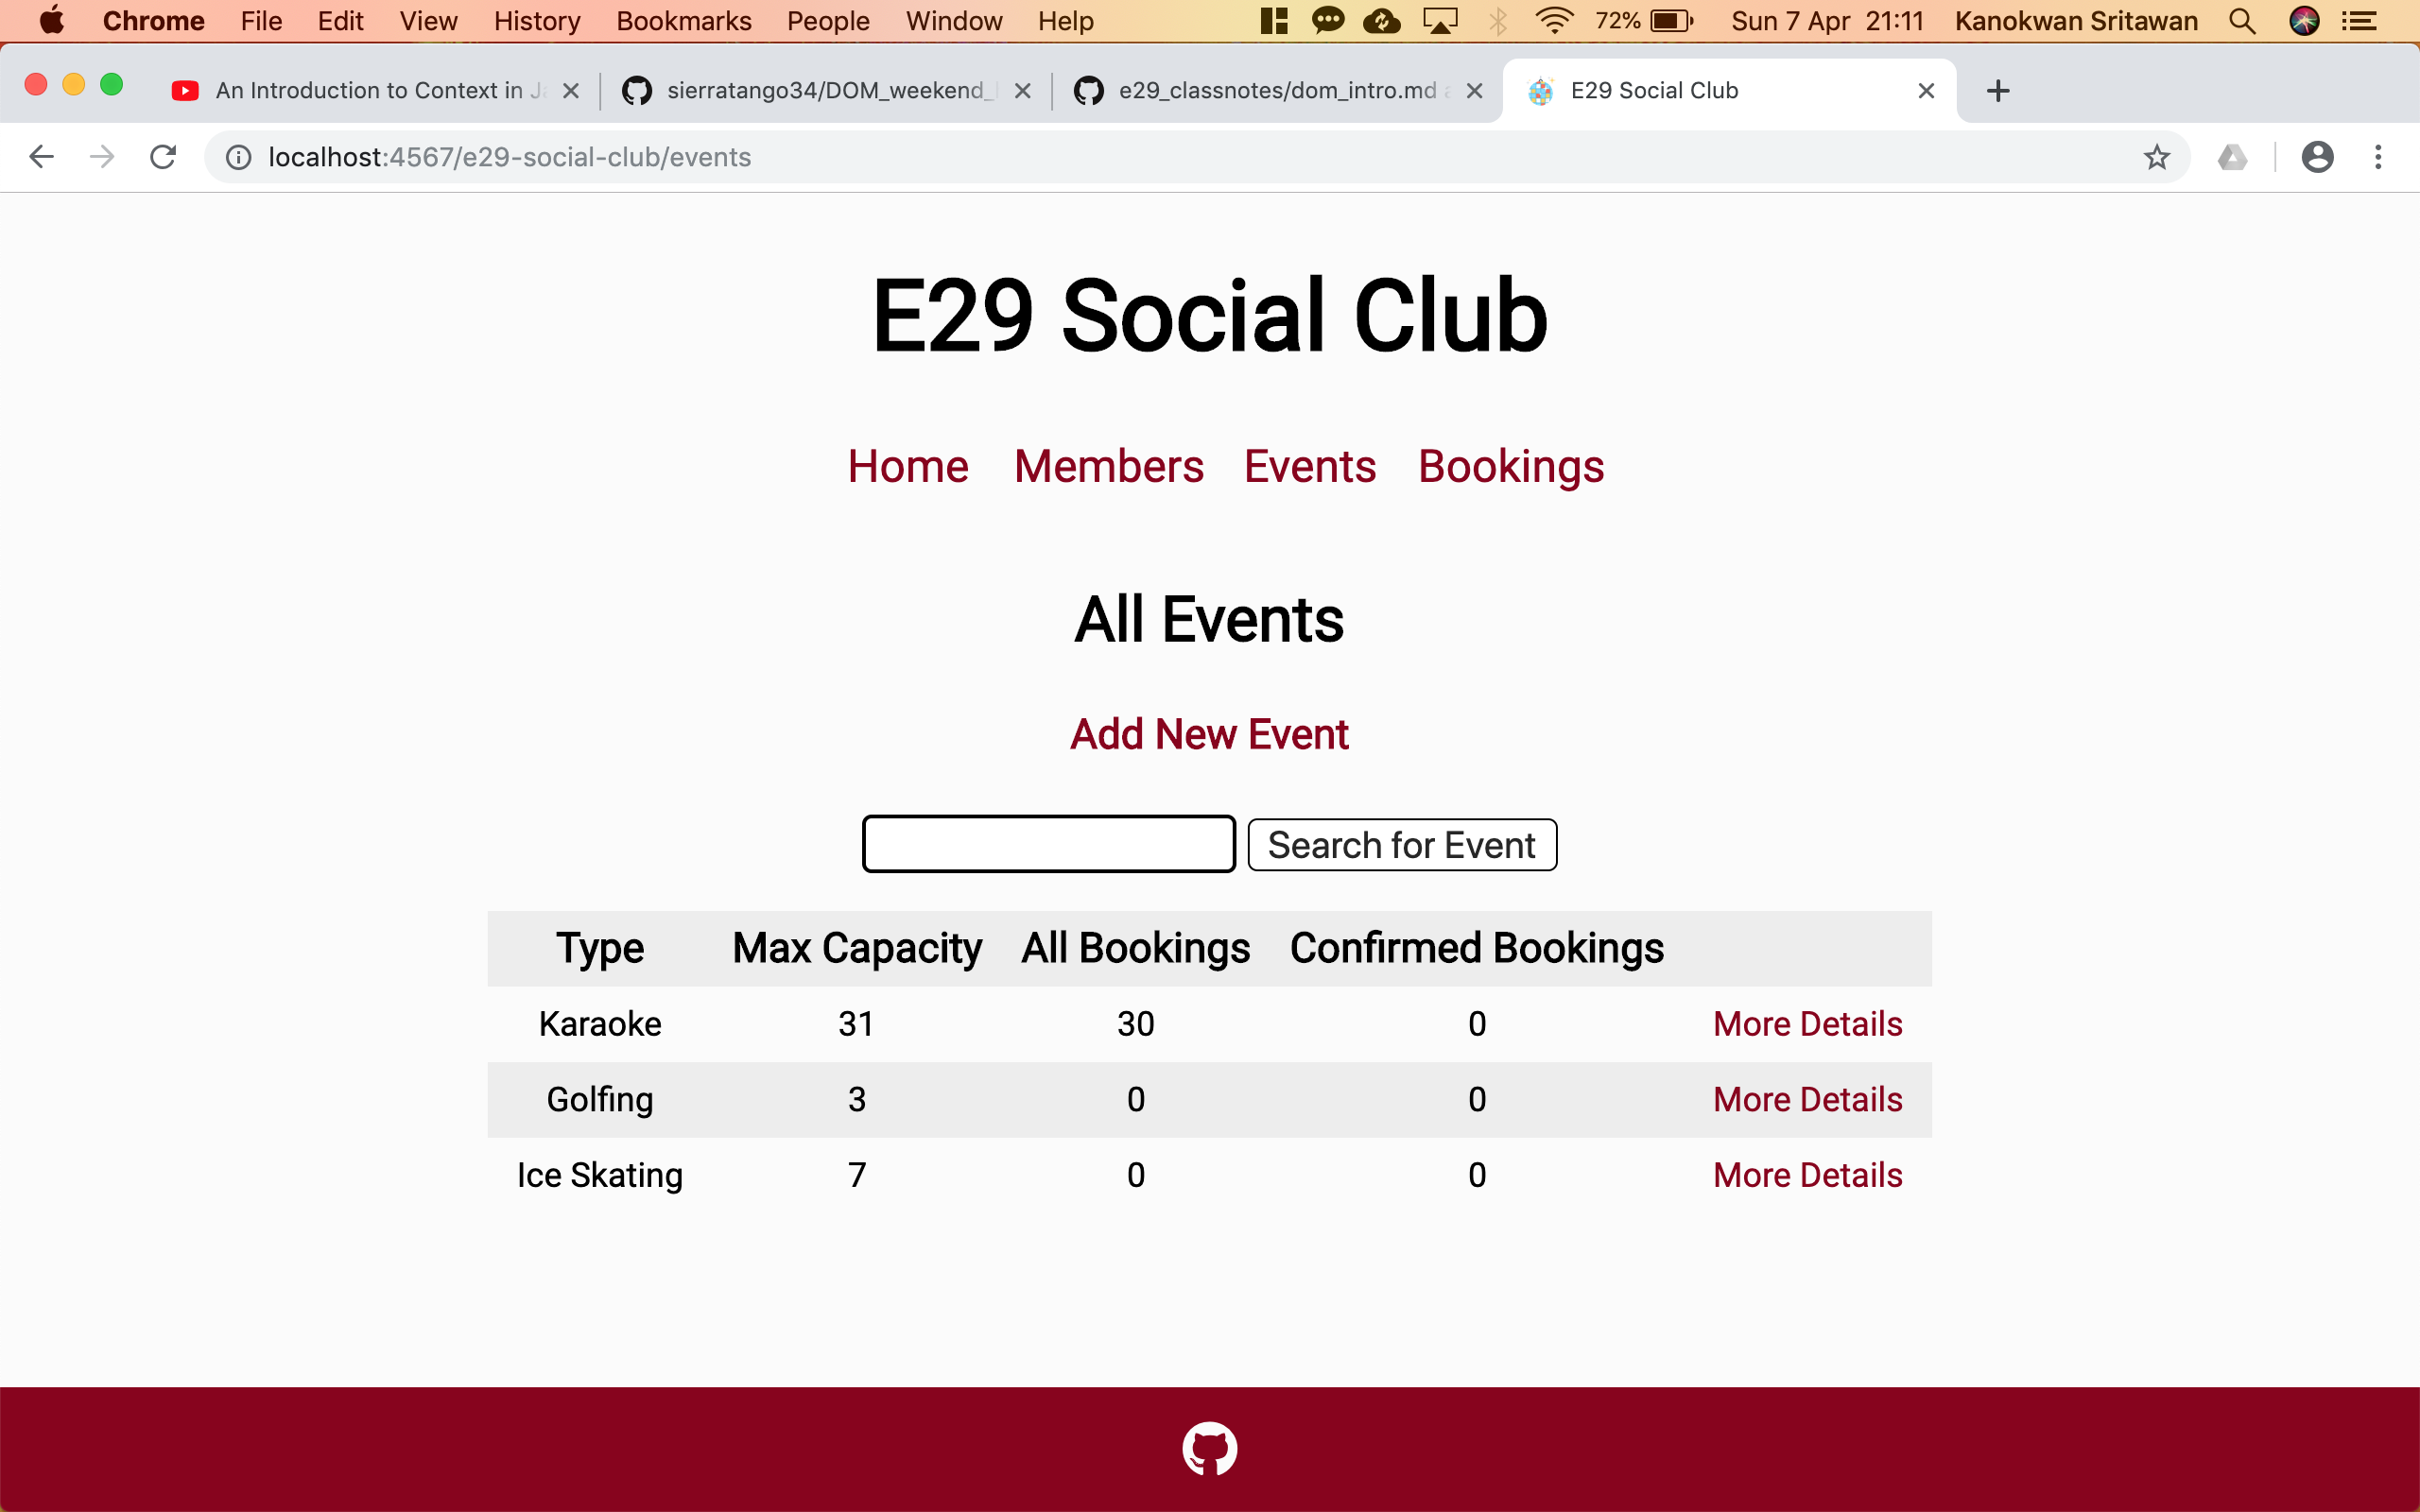 Chrome File Edit View History Bookmarks People Window Help 72% Sun 7 Apr 21:11 Kanokwan Sritawan
An Introduction to Context in Ja sierratango34/DOM_weekend_ e29_classnotes/dom_intro.md E29 Social Club
localhost:4567/e29-social-club/events
E29 Social Club
Home Members Events Bookings
All Events
Add New Event
Search for Event
Type Max Capacity All Bookings Confirmed Bookings
Karaoke 31 30 0 More Details
Golfing 3 0 0 More Details
Ice Skating 7 0 0 More Details